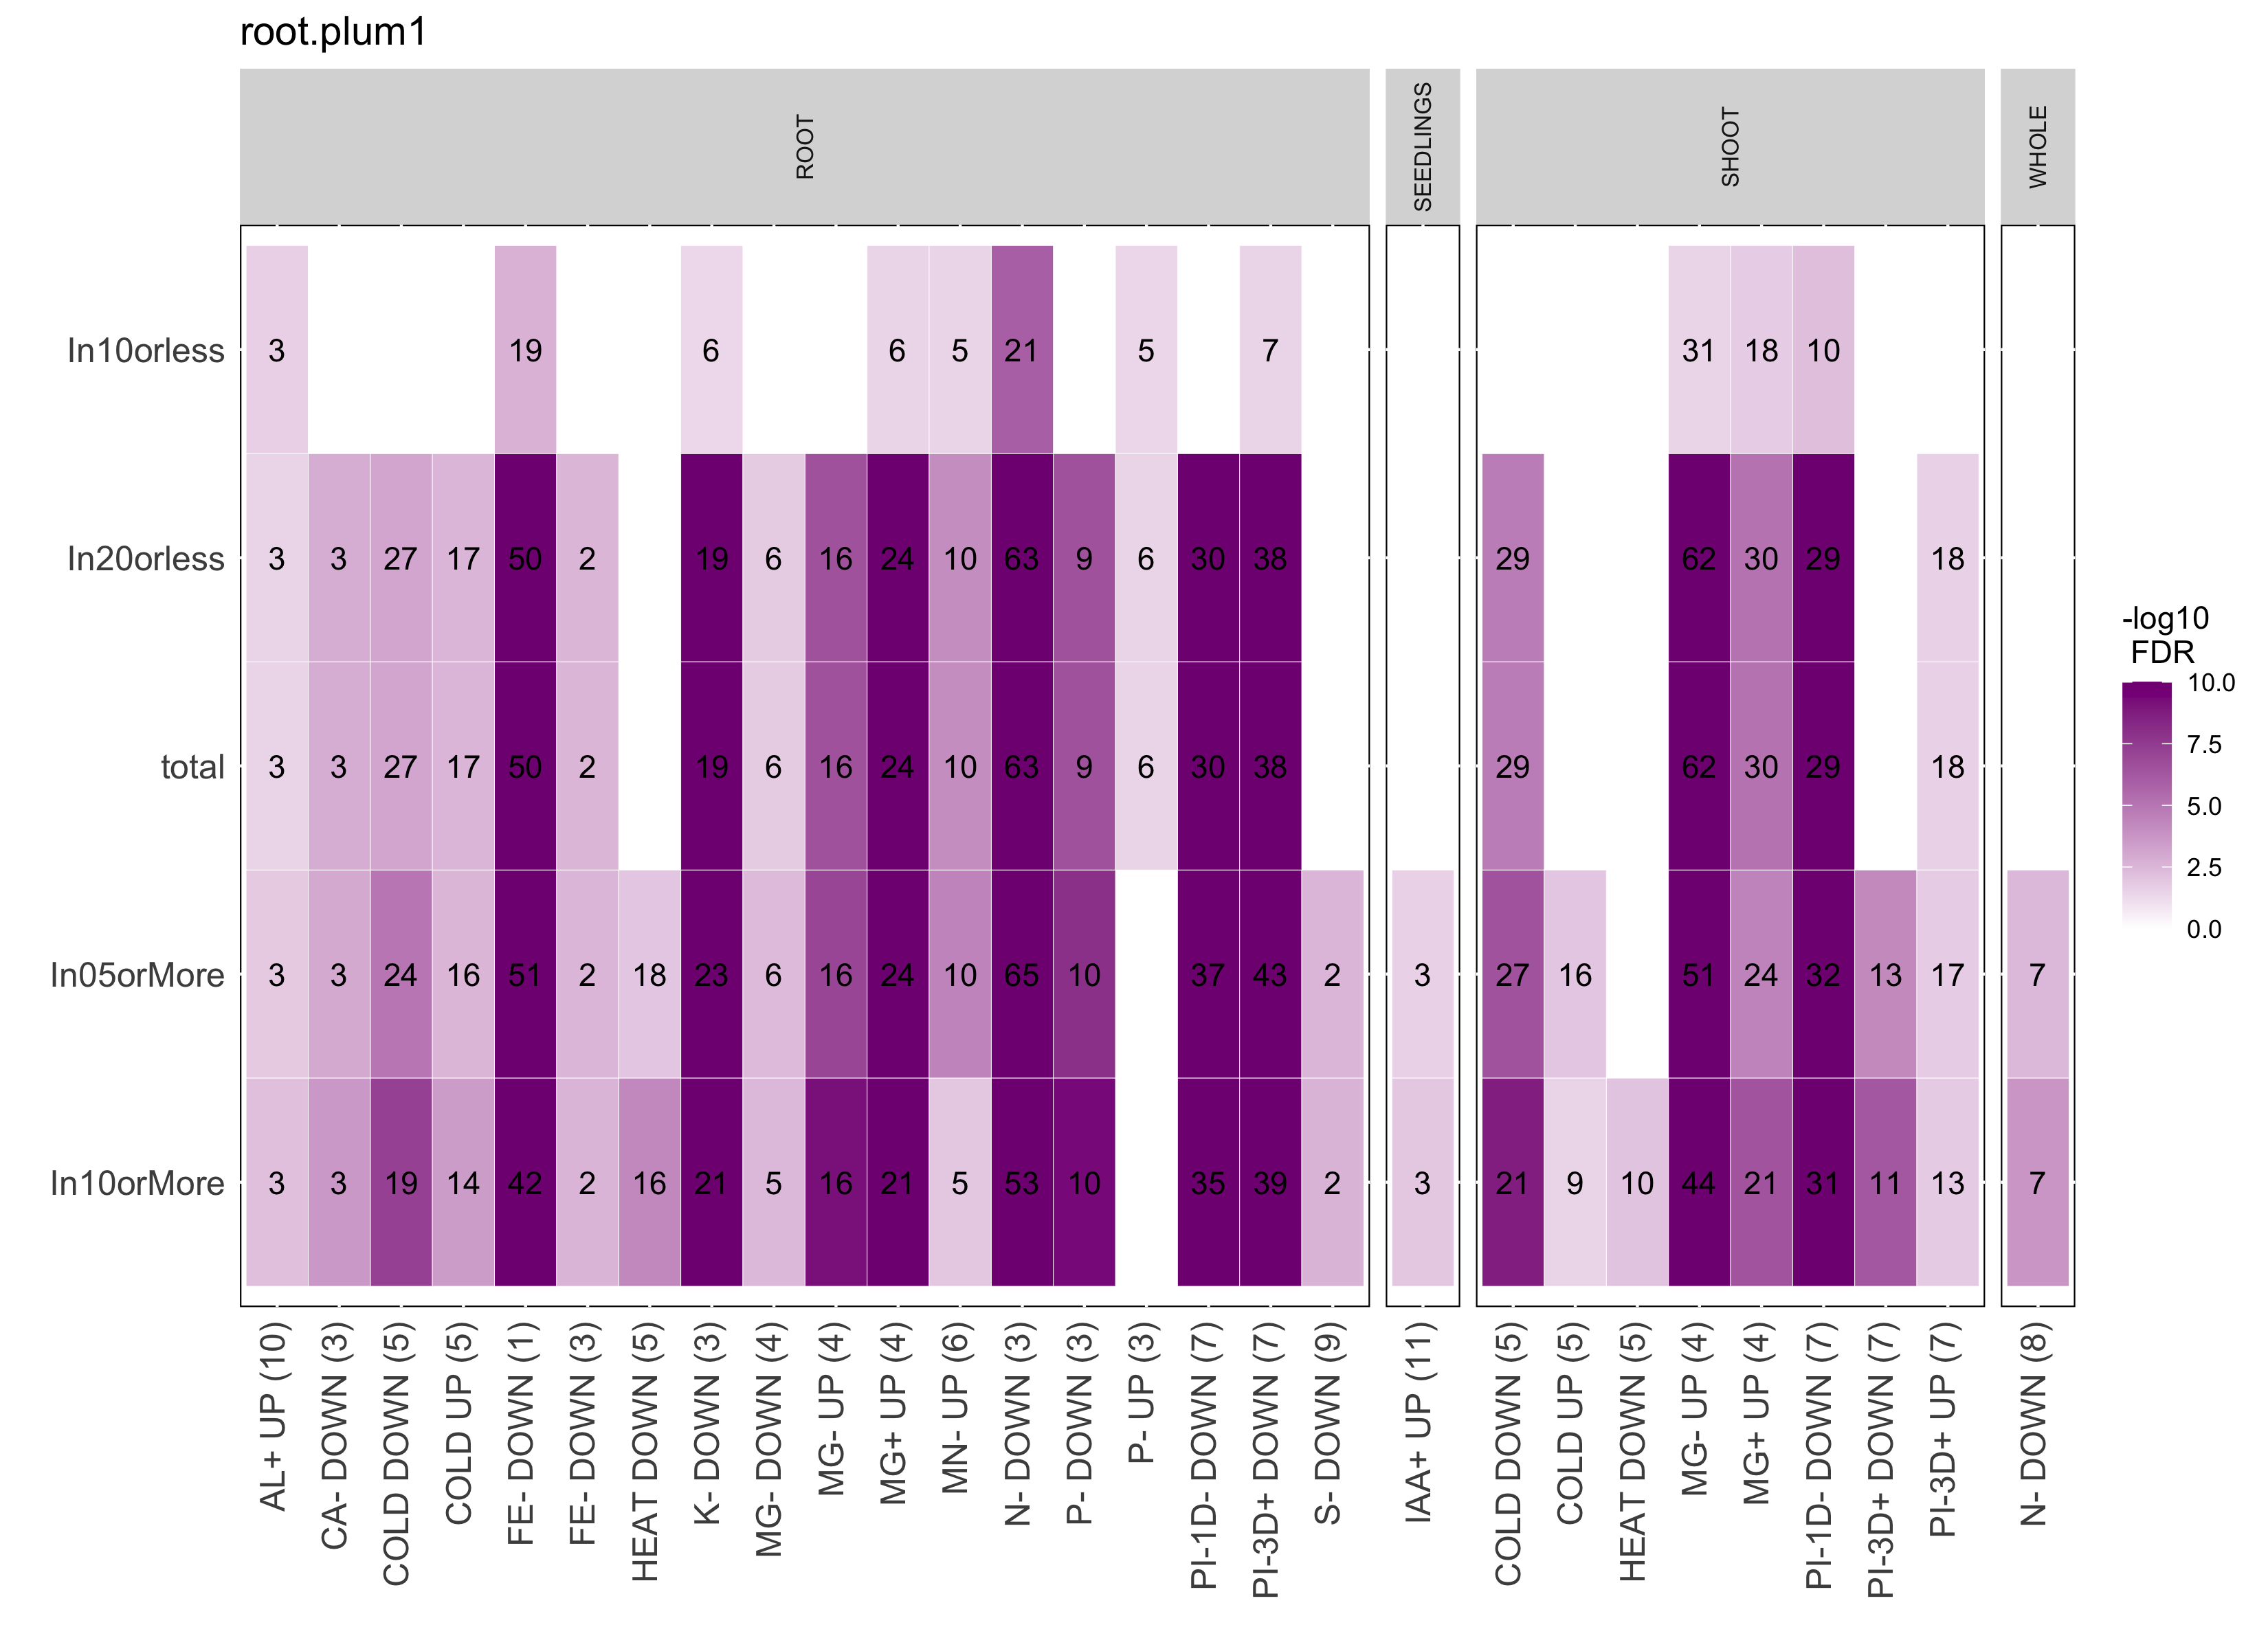 root.plum1
ROOT
SEEDLINGS
SHOOT
WHOLE
In10orless
3 19 6 6 5 21 5 7 31 18 10
In20orless
3 3 27 17 50 2 19 6 16 24 10 63 9 6 30 38 29 62 30 29 18
total
3 3 27 17 50 2 19 6 16 24 10 63 9 6 30 38 29 62 30 29 18
In05orMore
3 3 24 16 51 2 18 23 6 16 24 10 65 10 37 43 2 3 27 16 51 24 32 13 17 7
In10orMore
3 3 19 14 42 2 16 21 5 16 21 5 53 10 35 39 2 3 21 9 10 44 21 31 11 13 7
AL+ UP (10)
CA- DOWN (3)
COLD DOWN (5)
COLD UP (5)
FE- DOWN (1)
FE- DOWN (3)
HEAT DOWN (5)
K- DOWN (3)
MG- DOWN (4)
MG- UP (4)
MG+ UP (4)
MN- UP (6)
N- DOWN (3)
P- DOWN (3)
P- UP (3)
PI-1D- DOWN (7)
PI-3D+ DOWN (7)
S- DOWN (9)
IAA+ UP (11)
COLD DOWN (5)
COLD UP (5)
HEAT DOWN (5)
MG- UP (4)
MG+ UP (4)
PI-1D- DOWN (7)
PI-3D+ DOWN (7)
PI-3D+ UP (7)
N- DOWN (8)
-log10
FDR
10.0
7.5
5.0
2.5
0.0